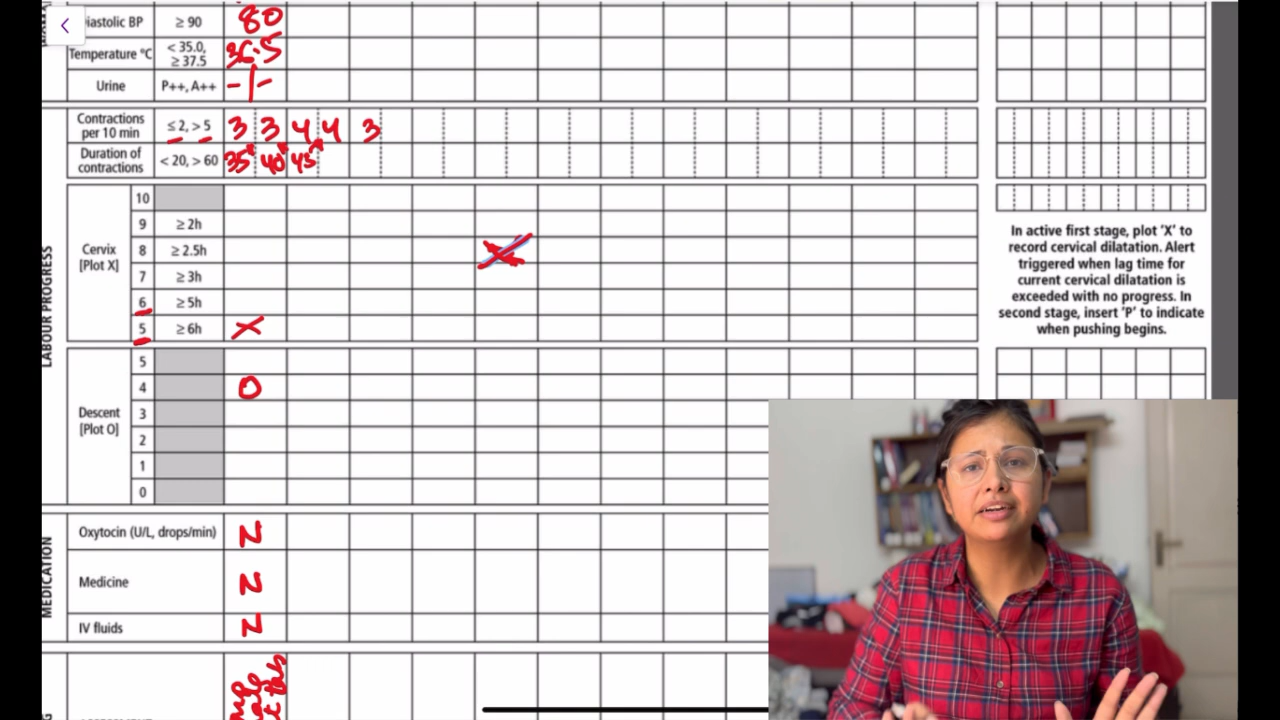 Diastolic BP ≥ 90 80
Temperature °C < 35.0, ≥ 37.5 36.5
Urine P++, A++ - | -
Contractions per 10 min ≤ 2, > 5 3 3 4 4 3
Duration of contractions < 20, > 60 35 40 45
LABOUR PROGRESS
Cervix
[Plot X]
10
9 ≥ 2h
8 ≥ 2.5h X
7 ≥ 3h
6 ≥ 5h
5 ≥ 6h X
In active first stage, plot ‘X’ to
record cervical dilatation. Alert
triggered when lag time for
current cervical dilatation is
exceeded with no progress. In
second stage, insert ‘P’ to indicate
when pushing begins.
Descent
[Plot O]
5
4 O
3
2
1
0
MEDICATION
Oxytocin (U/L, drops/min) N
Medicine N
IV fluids N